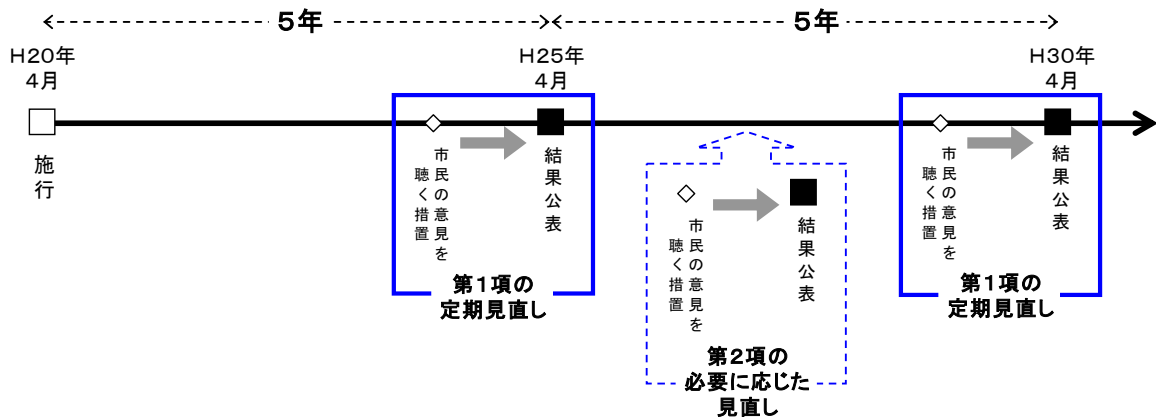 5年
5年
H20年
4月
H25年
4月
H30年
4月
施行
市民の意見を
聴く措置
結果公表
第1項の
定期見直し
市民の意見を
聴く措置
結果公表
第2項の
必要に応じた
見直し
市民の意見を
聴く措置
結果公表
第1項の
定期見直し